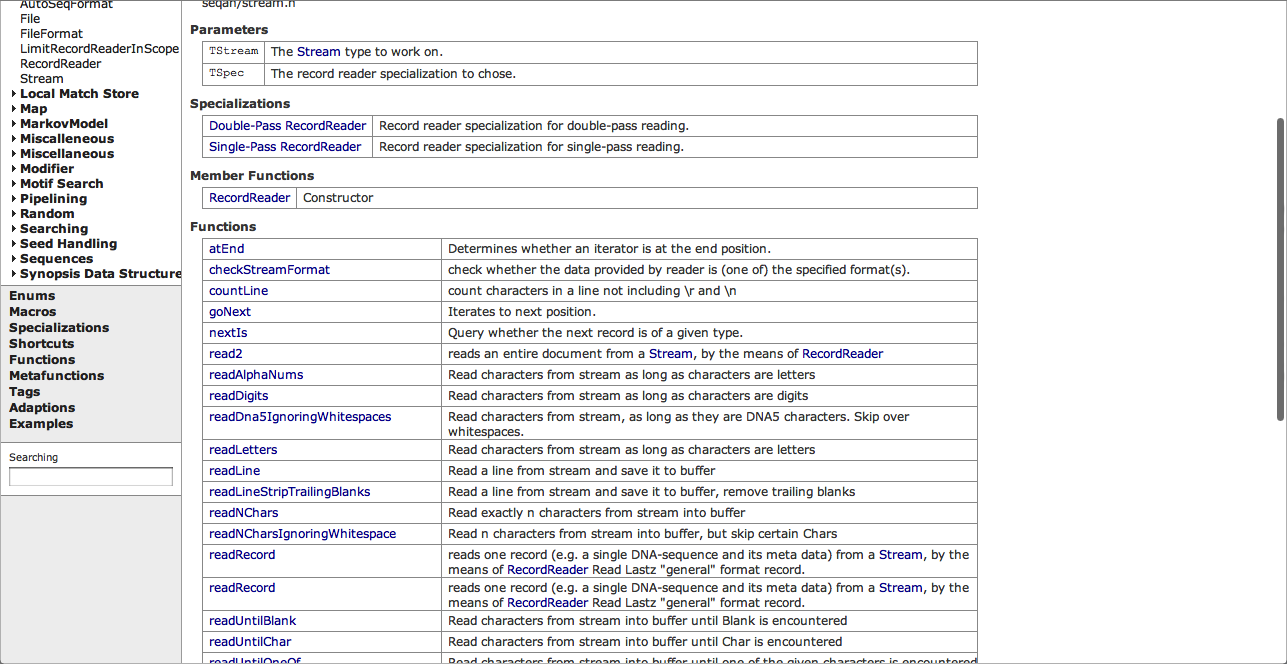 AutoSeqFormat
File
FileFormat
LimitRecordReaderInScope
RecordReader
Stream
Local Match Store
Map
MarkovModel
Miscalleneous
Miscellaneous
Modifier
Motif Search
Pipelining
Random
Searching
Seed Handling
Sequences
Synopsis Data Structure
Enums
Macros
Specializations
Shortcuts
Functions
Metafunctions
Tags
Adaptions
Examples
Searching
seqan/stream.h
Parameters
TStream The Stream type to work on.
TSpec The record reader specialization to chose.
Specializations
Double-Pass RecordReader Record reader specialization for double-pass reading.
Single-Pass RecordReader Record reader specialization for single-pass reading.
Member Functions
RecordReader Constructor
Functions
atEnd Determines whether an iterator is at the end position.
checkStreamFormat check whether the data provided by reader is (one of) the specified format(s).
countLine count characters in a line not including \r and \n
goNext Iterates to next position.
nextIs Query whether the next record is of a given type.
read2 reads an entire document from a Stream, by the means of RecordReader
readAlphaNums Read characters from stream as long as characters are letters
readDigits Read characters from stream as long as characters are digits
readDna5IgnoringWhitespaces Read characters from stream, as long as they are DNA5 characters. Skip over
whitespaces.
readLetters Read characters from stream as long as characters are letters
readLine Read a line from stream and save it to buffer
readLineStripTrailingBlanks Read a line from stream and save it to buffer, remove trailing blanks
readNChars Read exactly n characters from stream into buffer
readNCharsIgnoringWhitespace Read n characters from stream into buffer, but skip certain Chars
readRecord reads one record (e.g. a single DNA-sequence and its meta data) from a Stream, by the
means of RecordReader Read Lastz "general" format record.
readRecord reads one record (e.g. a single DNA-sequence and its meta data) from a Stream, by the
means of RecordReader Read Lastz "general" format record.
readUntilBlank Read characters from stream into buffer until Blank is encountered
readUntilChar Read characters from stream into buffer until Char is encountered
readUntilOneOf Read characters from stream into buffer until one of the given characters is encountered